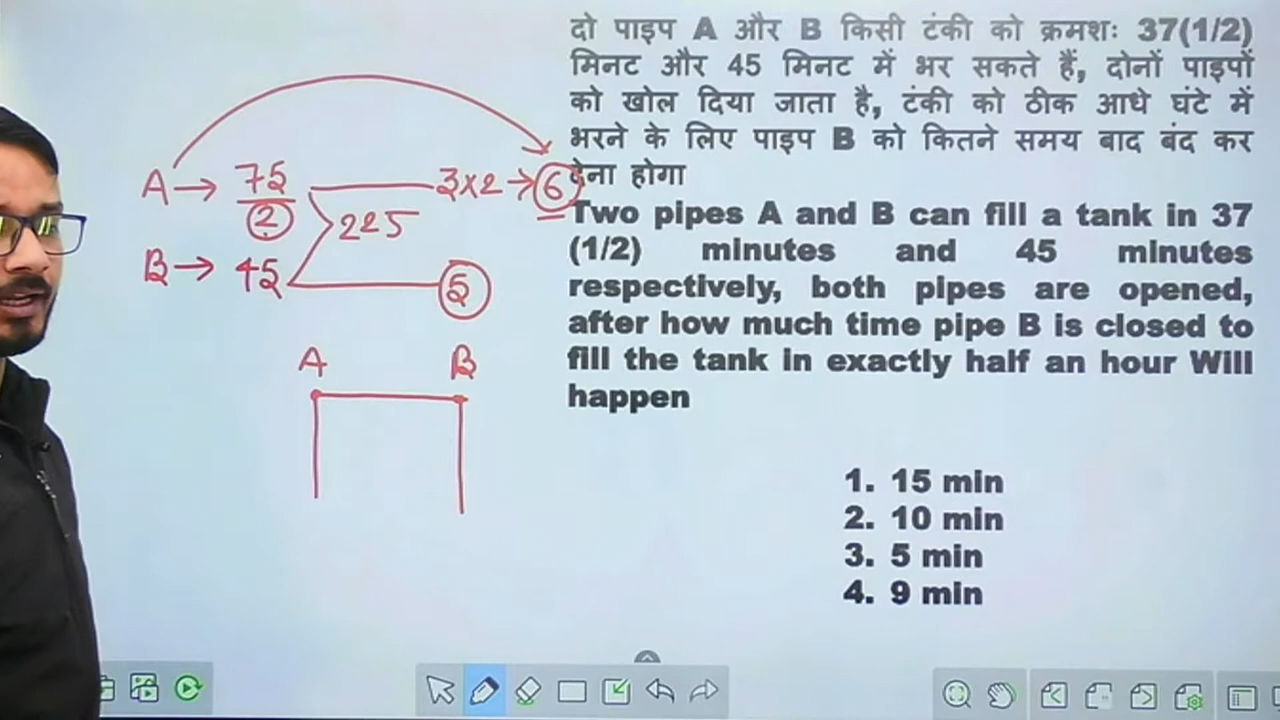 दो पाइप A और B किसी टंकी को क्रमशः 37(1/2)
मिनट और 45 मिनट में भर सकते हैं, दोनों पाइपों
को खोल दिया जाता है, टंकी को ठीक आधे घंटे में
भरने के लिए पाइप B को कितने समय बाद बंद कर
देना होगा
Two pipes A and B can fill a tank in 37
(1/2) minutes and 45 minutes
respectively, both pipes are opened,
after how much time pipe B is closed to
fill the tank in exactly half an hour Will
happen
1. 15 min
2. 10 min
3. 5 min
4. 9 min
A → 75/2 3x2 → 6
225
B → 45 5
A B